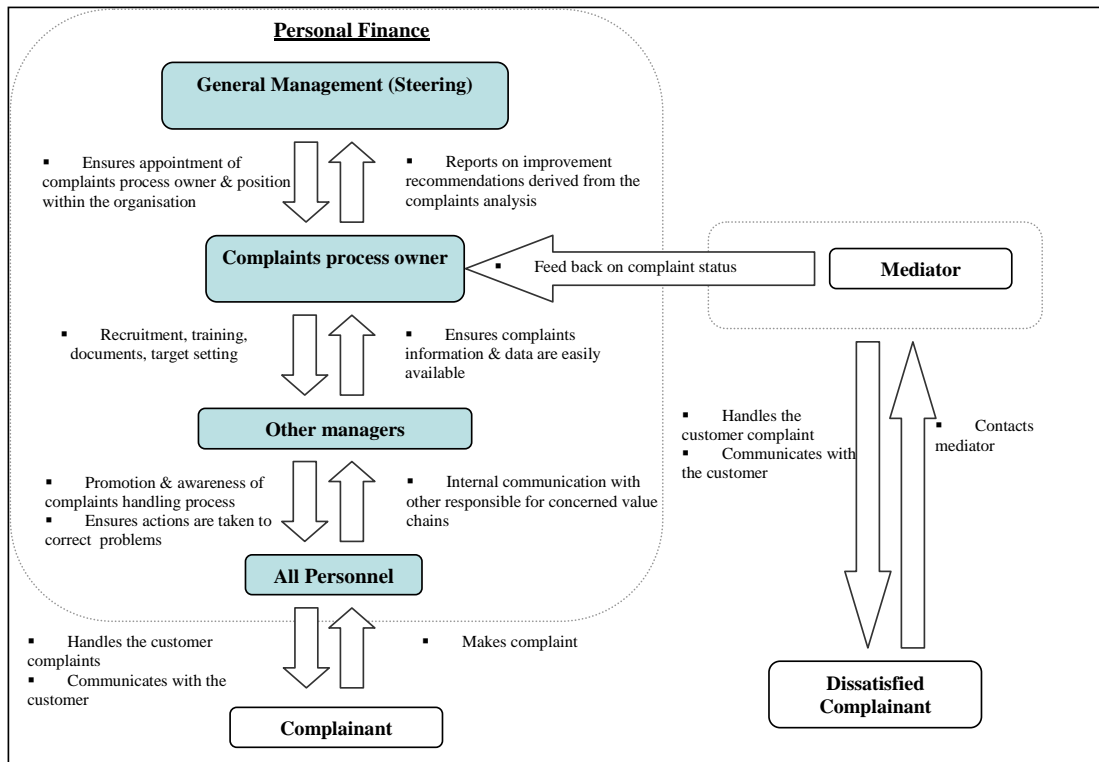 Personal Finance
General Management (Steering)
▪ Ensures appointment of
complaints process owner & position
within the organisation
▪ Reports on improvement
recommendations derived from the
complaints analysis
Complaints process owner
▪ Feed back on complaint status
Mediator
▪ Recruitment, training,
documents, target setting
▪ Ensures complaints
information & data are easily
available
Other managers
▪ Handles the
customer complaint
▪ Communicates with
the customer
▪ Contacts
mediator
▪ Promotion & awareness of
complaints handling process
▪ Ensures actions are taken to
correct problems
▪ Internal communication with
other responsible for concerned value
chains
All Personnel
▪ Handles the customer
complaints
▪ Communicates with the
customer
▪ Makes complaint
Complainant
Dissatisfied
Complainant